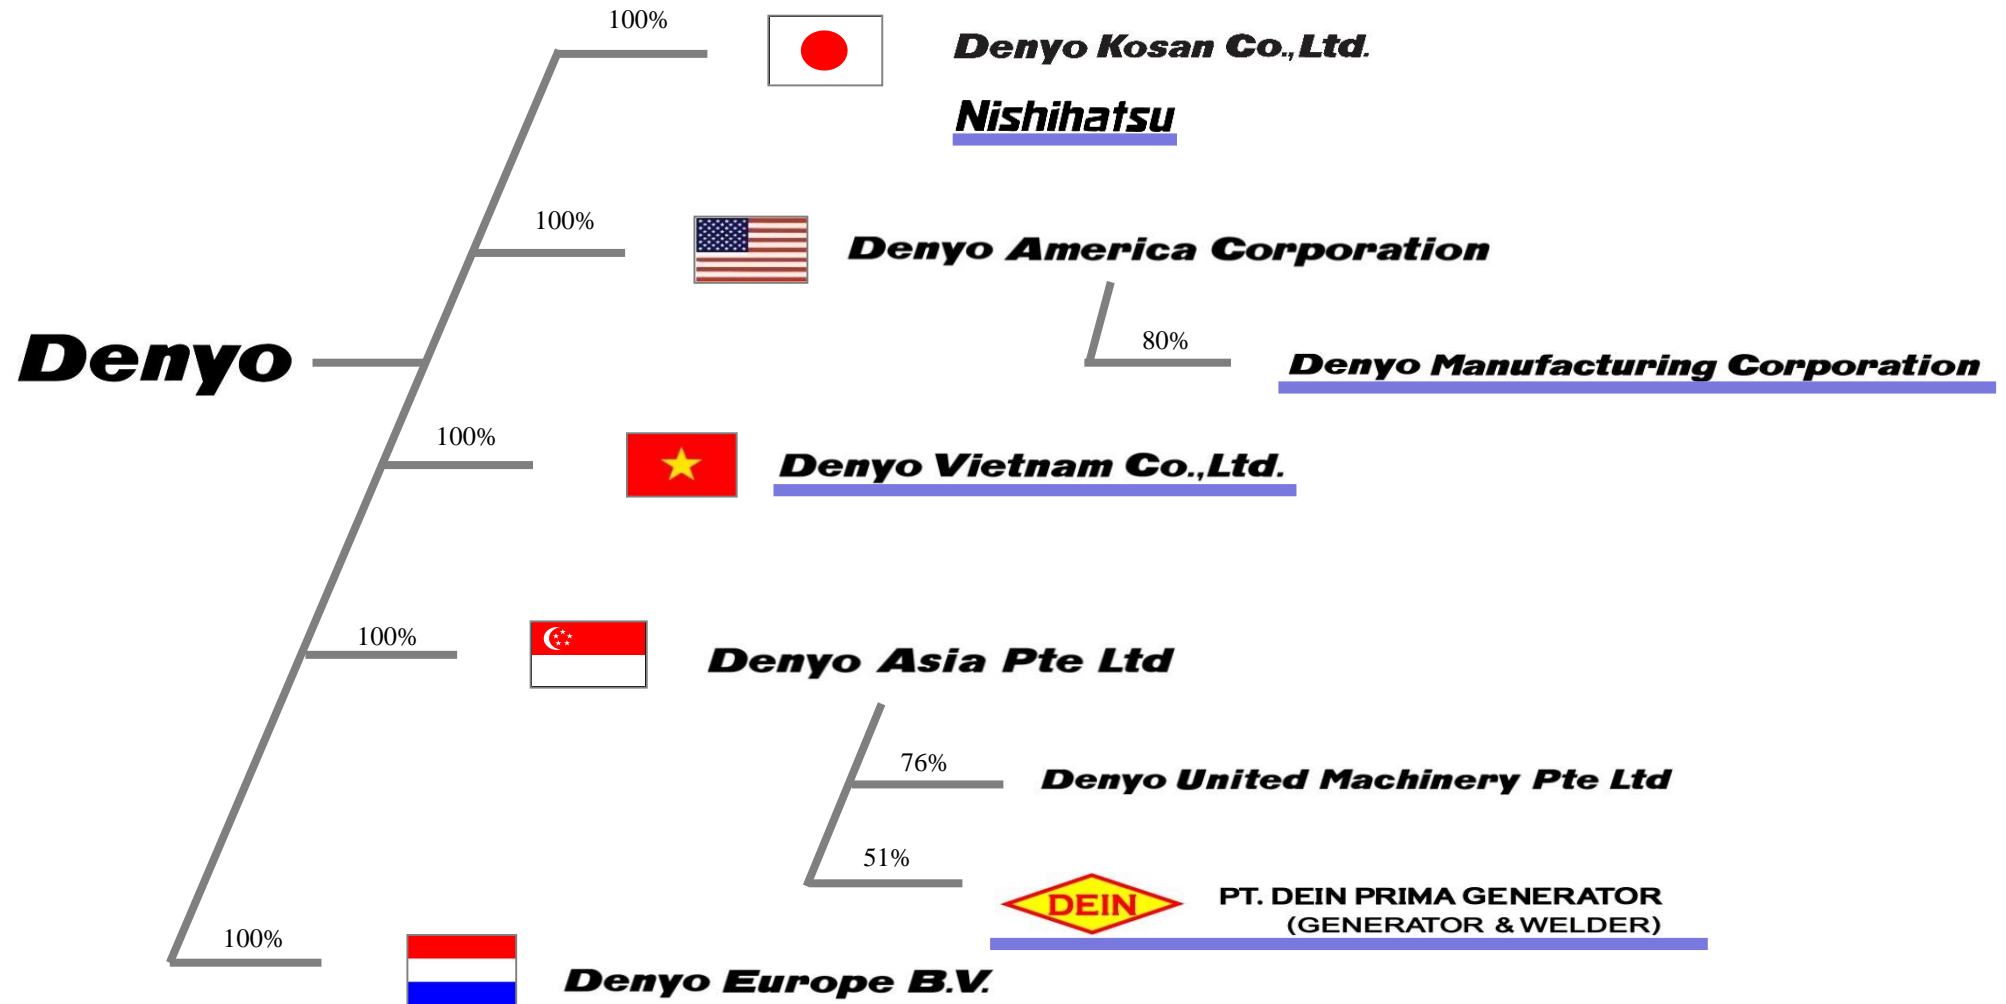 100%
Denyo Kosan Co.,Ltd.
Nishihatsu
100%
Denyo America Corporation
80%
Denyo Manufacturing Corporation
Denyo
100%
Denyo Vietnam Co.,Ltd.
100%
Denyo Asia Pte Ltd
76%
Denyo United Machinery Pte Ltd
51%
DEIN
PT. DEIN PRIMA GENERATOR
(GENERATOR & WELDER)
100%
Denyo Europe B.V.